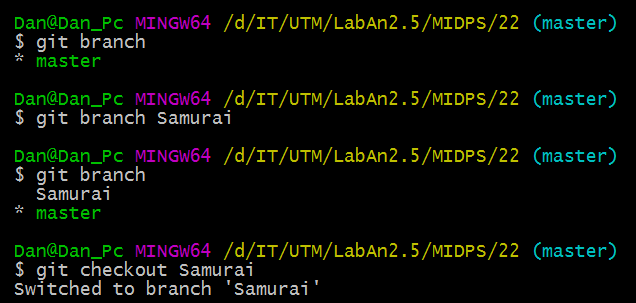 Dan@Dan_Pc MINGW64 /d/IT/UTM/LabAn2.5/MIDPS/22 (master)
$ git branch
* master
Dan@Dan_Pc MINGW64 /d/IT/UTM/LabAn2.5/MIDPS/22 (master)
$ git branch Samurai
Dan@Dan_Pc MINGW64 /d/IT/UTM/LabAn2.5/MIDPS/22 (master)
$ git branch
  Samurai
* master
Dan@Dan_Pc MINGW64 /d/IT/UTM/LabAn2.5/MIDPS/22 (master)
$ git checkout Samurai
Switched to branch 'Samurai'